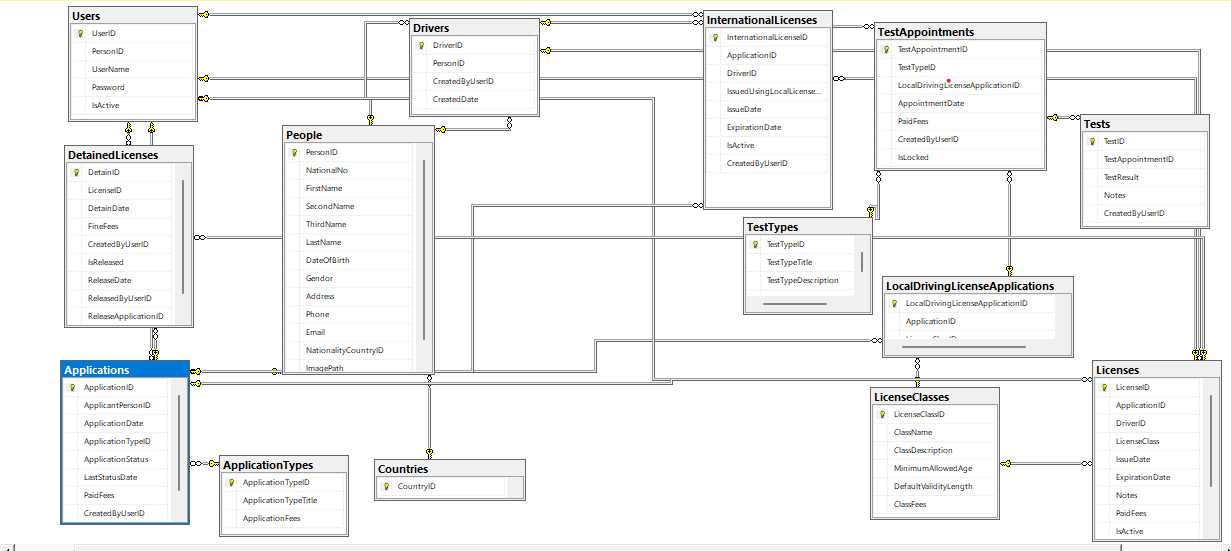 Users
UserID
PersonID
UserName
Password
IsActive
Drivers
DriverID
PersonID
CreatedByUserID
CreatedDate
InternationalLicenses
InternationalLicenseID
ApplicationID
DriverID
IssuedUsingLocalLicense...
IssueDate
ExpirationDate
IsActive
CreatedByUserID
TestAppointments
TestAppointmentID
TestTypeID
LocalDrivingLicenseApplicationID
AppointmentDate
PaidFees
CreatedByUserID
IsLocked
Tests
TestID
TestAppointmentID
TestResult
Notes
CreatedByUserID
DetainedLicenses
DetainID
LicenseID
DetainDate
FineFees
CreatedByUserID
IsReleased
ReleaseDate
ReleasedByUserID
ReleaseApplicationID
People
PersonID
NationalNo
FirstName
SecondName
ThirdName
LastName
DateOfBirth
Gendor
Address
Phone
Email
NationalityCountryID
ImagePath
TestTypes
TestTypeID
TestTypeTitle
TestTypeDescription
LocalDrivingLicenseApplications
LocalDrivingLicenseApplicationID
ApplicationID
Applications
ApplicationID
ApplicantPersonID
ApplicationDate
ApplicationTypeID
ApplicationStatus
LastStatusDate
PaidFees
CreatedByUserID
ApplicationTypes
ApplicationTypeID
ApplicationTypeTitle
ApplicationFees
Countries
CountryID
LicenseClasses
LicenseClassID
ClassName
ClassDescription
MinimumAllowedAge
DefaultValidityLength
ClassFees
Licenses
LicenseID
ApplicationID
DriverID
LicenseClass
IssueDate
ExpirationDate
Notes
PaidFees
IsActive